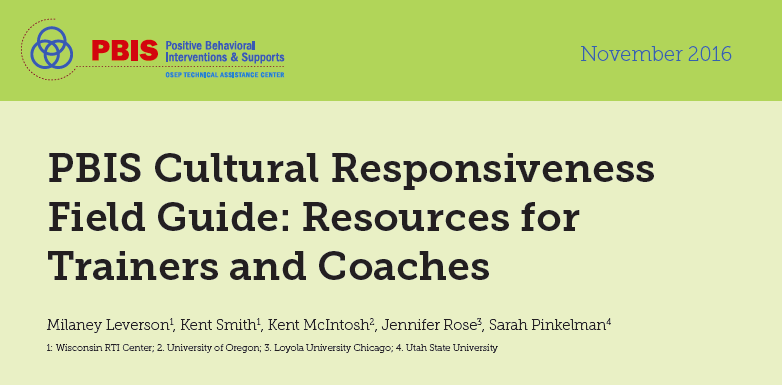 PBIS Positive Behavioral
Interventions & Supports
OSEP TECHNICAL ASSISTANCE CENTER
November 2016
PBIS Cultural Responsiveness
Field Guide: Resources for
Trainers and Coaches
Milaney Leverson¹, Kent Smith¹, Kent McIntosh², Jennifer Rose³, Sarah Pinkelman⁴
1: Wisconsin RTI Center; 2. University of Oregon; 3. Loyola University Chicago; 4. Utah State University